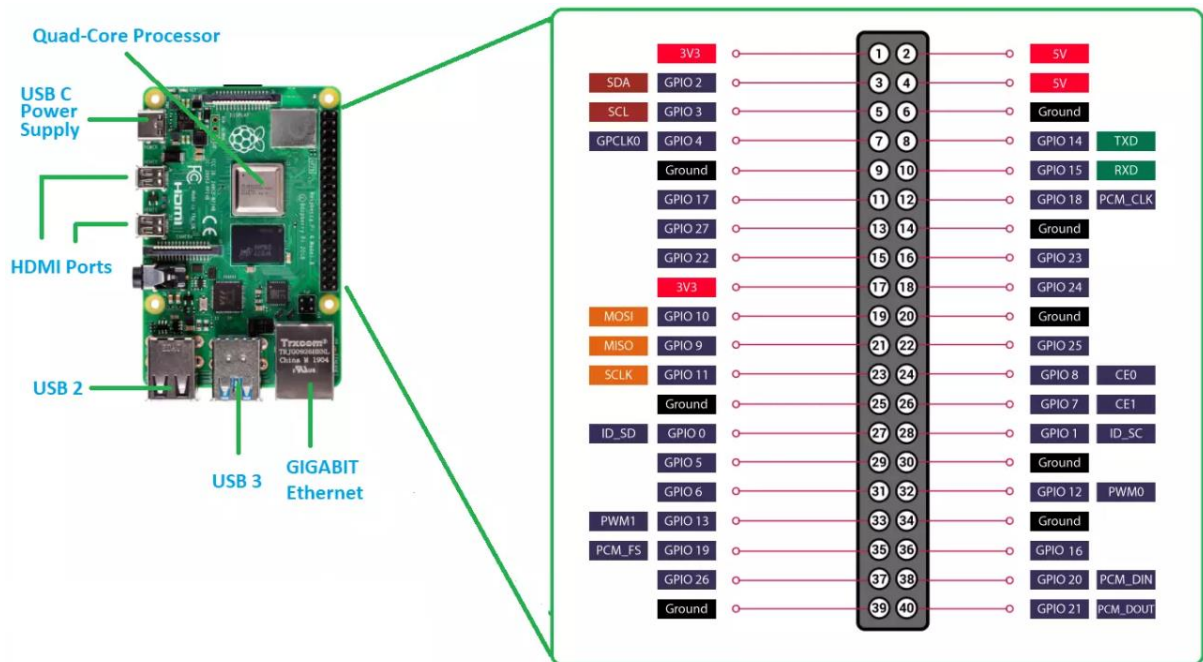 Quad-Core Processor
USB C
Power
Supply
HDMI Ports
USB 2
USB 3
GIGABIT
Ethernet
DISPLAY
HDMI
FC
CE
Trxcom®
China M 1904
3V3 1 2 5V
SDA GPIO 2 3 4 5V
SCL GPIO 3 5 6 Ground
GPCLK0 GPIO 4 7 8 GPIO 14 TXD
Ground 9 10 GPIO 15 RXD
GPIO 17 11 12 GPIO 18 PCM_CLK
GPIO 27 13 14 Ground
GPIO 22 15 16 GPIO 23
3V3 17 18 GPIO 24
MOSI GPIO 10 19 20 Ground
MISO GPIO 9 21 22 GPIO 25
SCLK GPIO 11 23 24 GPIO 8 CE0
Ground 25 26 GPIO 7 CE1
ID_SD GPIO 0 27 28 GPIO 1 ID_SC
GPIO 5 29 30 Ground
GPIO 6 31 32 GPIO 12 PWM0
PWM1 GPIO 13 33 34 Ground
PCM_FS GPIO 19 35 36 GPIO 16
GPIO 26 37 38 GPIO 20 PCM_DIN
Ground 39 40 GPIO 21 PCM_DOUT